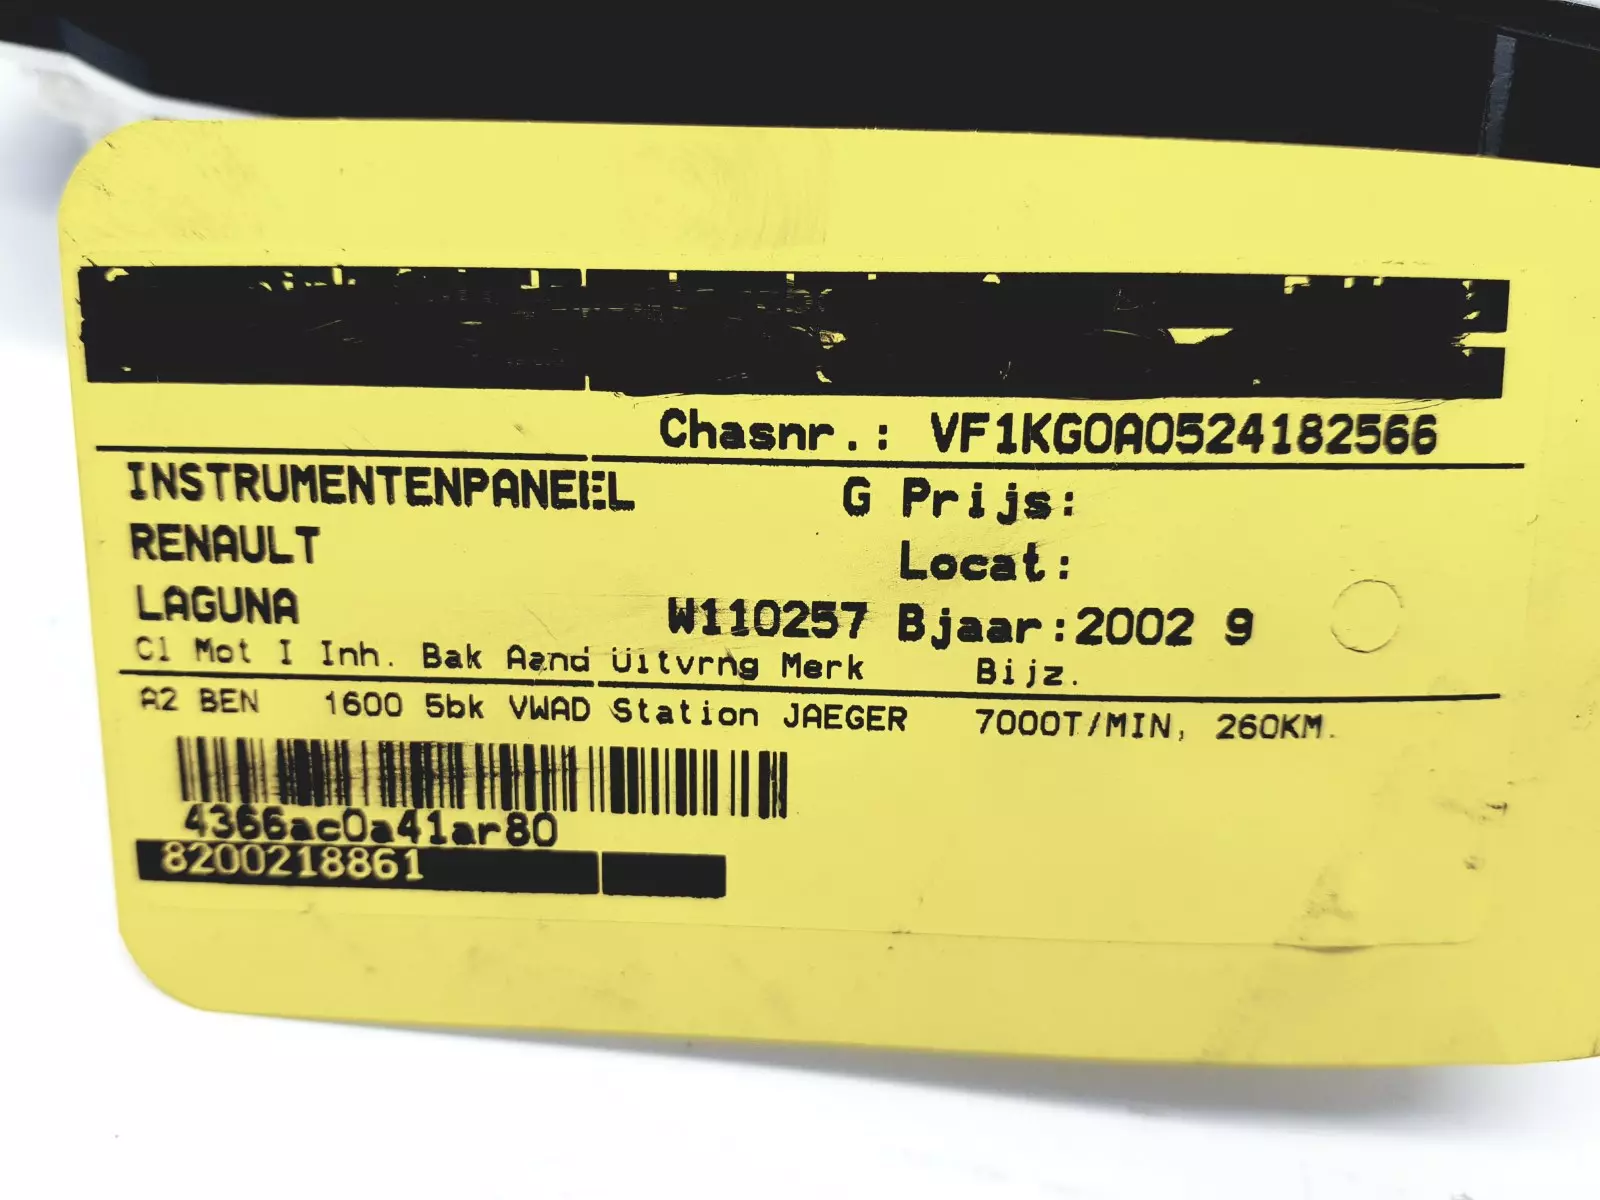 Chasnr.: VF1KG0A0524182566
INSTRUMENTENPANEEL G Prijs:
RENAULT Locat:
LAGUNA W110257 Bjaar:2002 9
Cl Mot I Inh. Bak Aand Uitvrng Merk Bijz.
A2 BEN 1600 5bk VWAD Station JAEGER 7000T/MIN, 260KM.
4366ac0a41ar80
8200218861